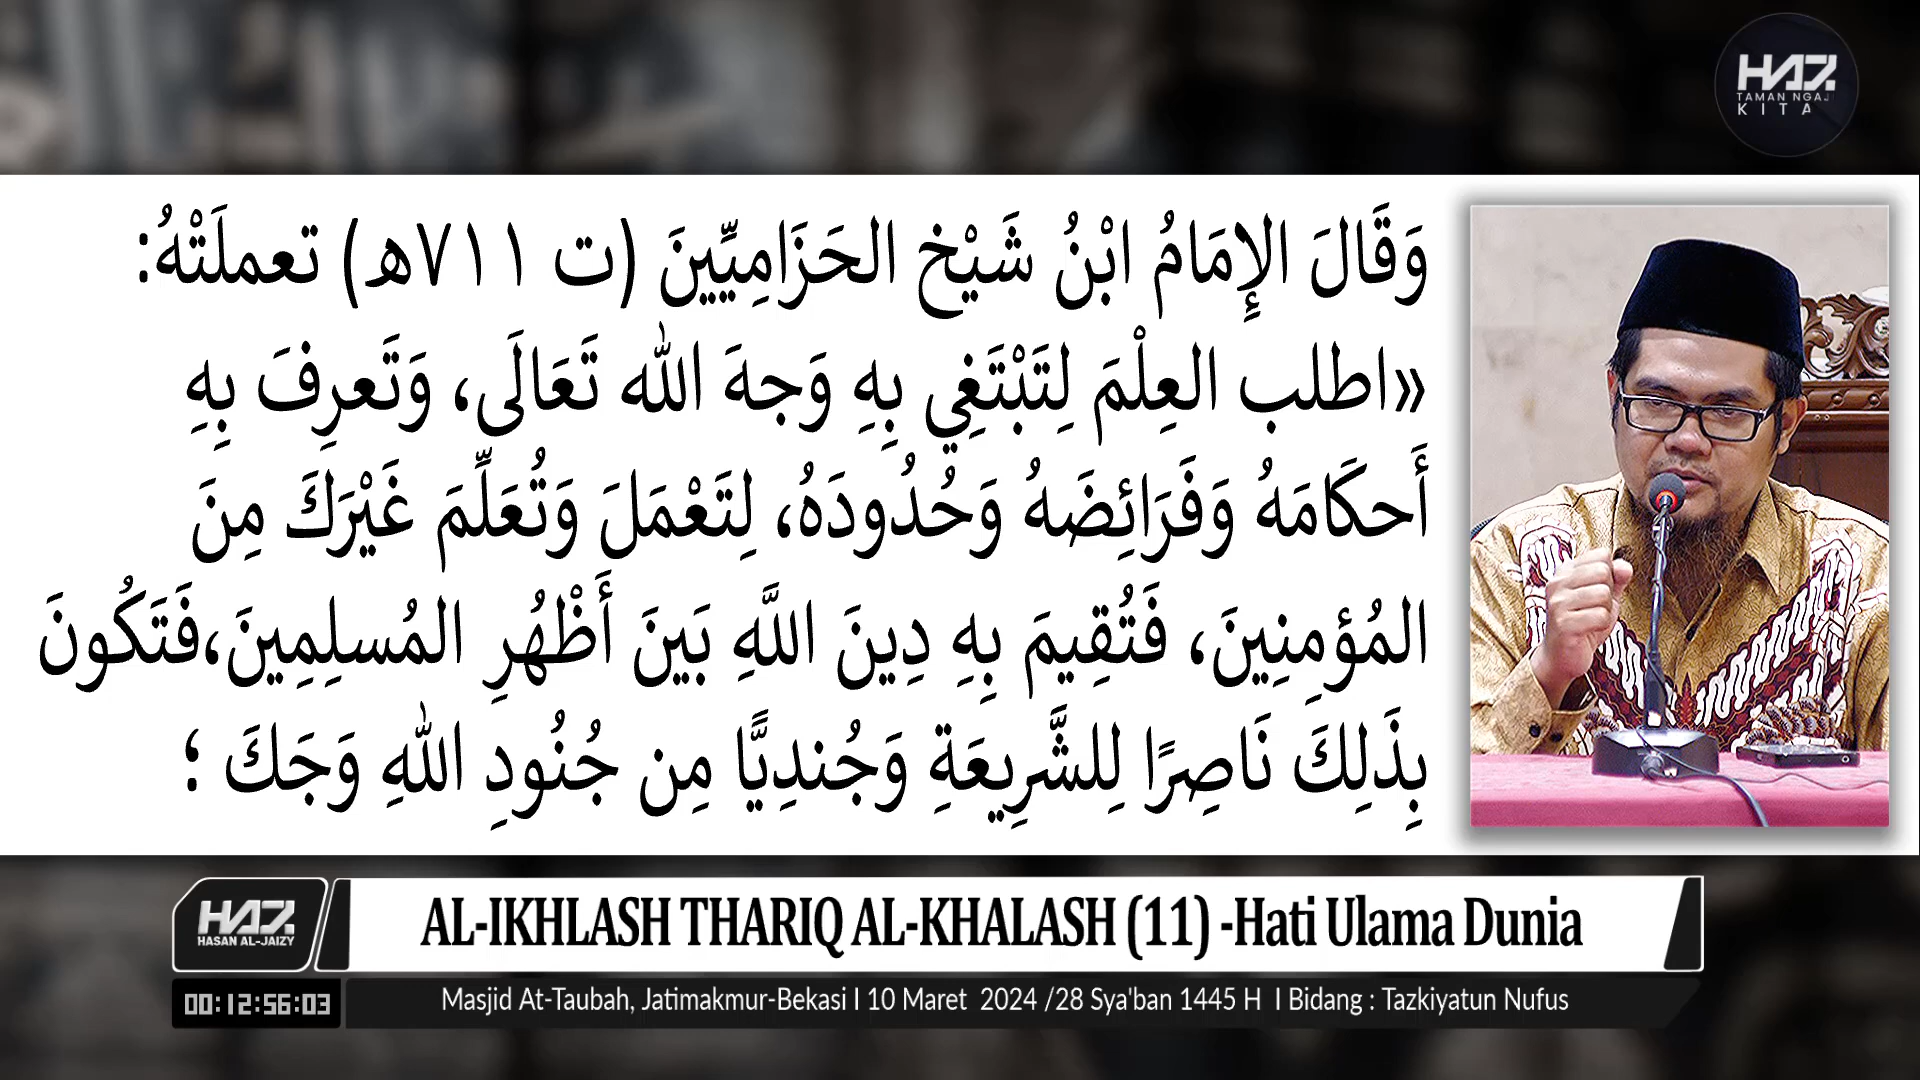 HAZ.
TAMAN NGAJ
KITA
وَقَالَ الإِمَامُ ابْنُ شَيْخ الحَزَامِيِّينَ (ت ٧١١هـ) تعملَتْهُ:
«اطلب العِلْمَ لِتَبْتَغِي بِهِ وَجهَ الله تَعَالَى، وَتَعرِفَ بِهِ
أَحكَامَهُ وَفَرَائِضَهُ وَحُدُودَهُ، لِتَعْمَلَ وَتُعَلِّمَ غَيْرَكَ مِنَ
المُؤمِنِينَ، فَتُقِيمَ بِهِ دِينَ اللَّهِ بَينَ أَظْهُرِ المُسلِمِينَ،فَتَكُونَ
بِذَلِكَ نَاصِرًا لِلشَّرِيعَةِ وَجُندِيًّا مِن جُنُودِ اللهِ وَجَكَ ؛
HAZ.
HASAN AL-JAIZY
AL-IKHLASH THARIQ AL-KHALASH (11) -Hati Ulama Dunia
00:12:56:03
Masjid At-Taubah, Jatimakmur-Bekasi I 10 Maret 2024 /28 Sya'ban 1445 H I Bidang : Tazkiyatun Nufus